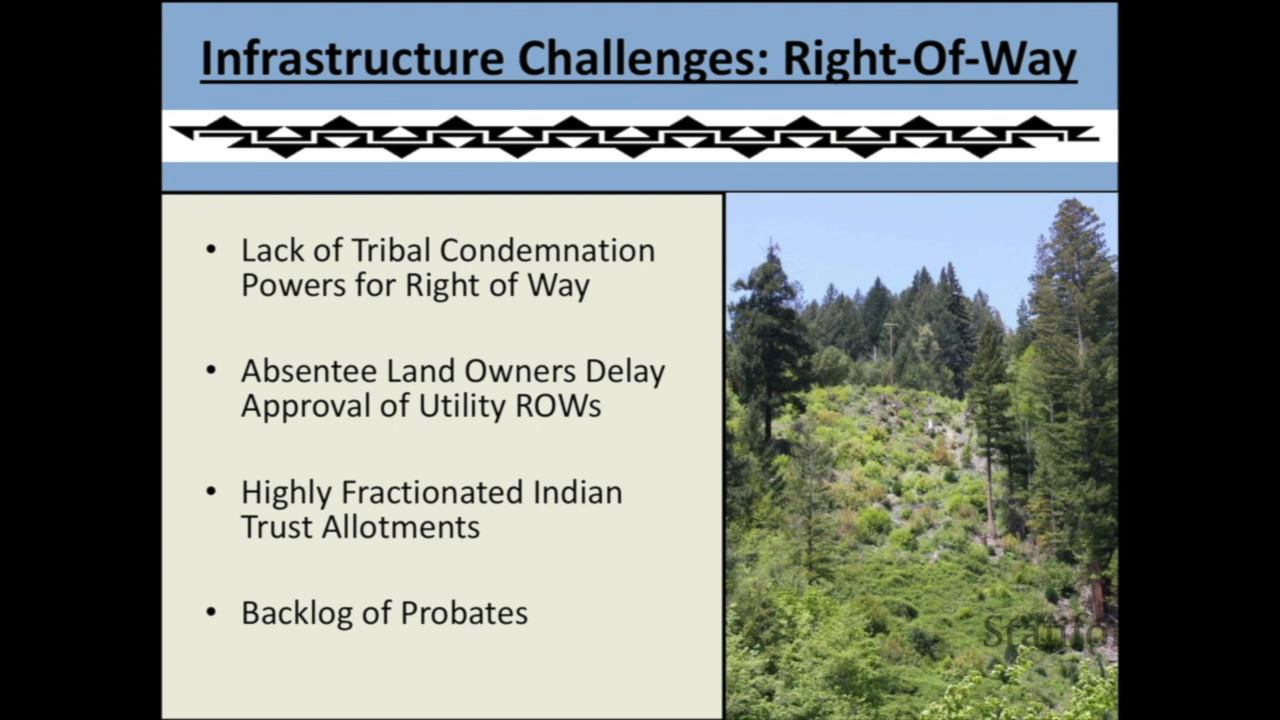 Infrastructure Challenges: Right-Of-Way
• Lack of Tribal Condemnation
Powers for Right of Way
• Absentee Land Owners Delay
Approval of Utility ROWs
• Highly Fractionated Indian
Trust Allotments
• Backlog of Probates